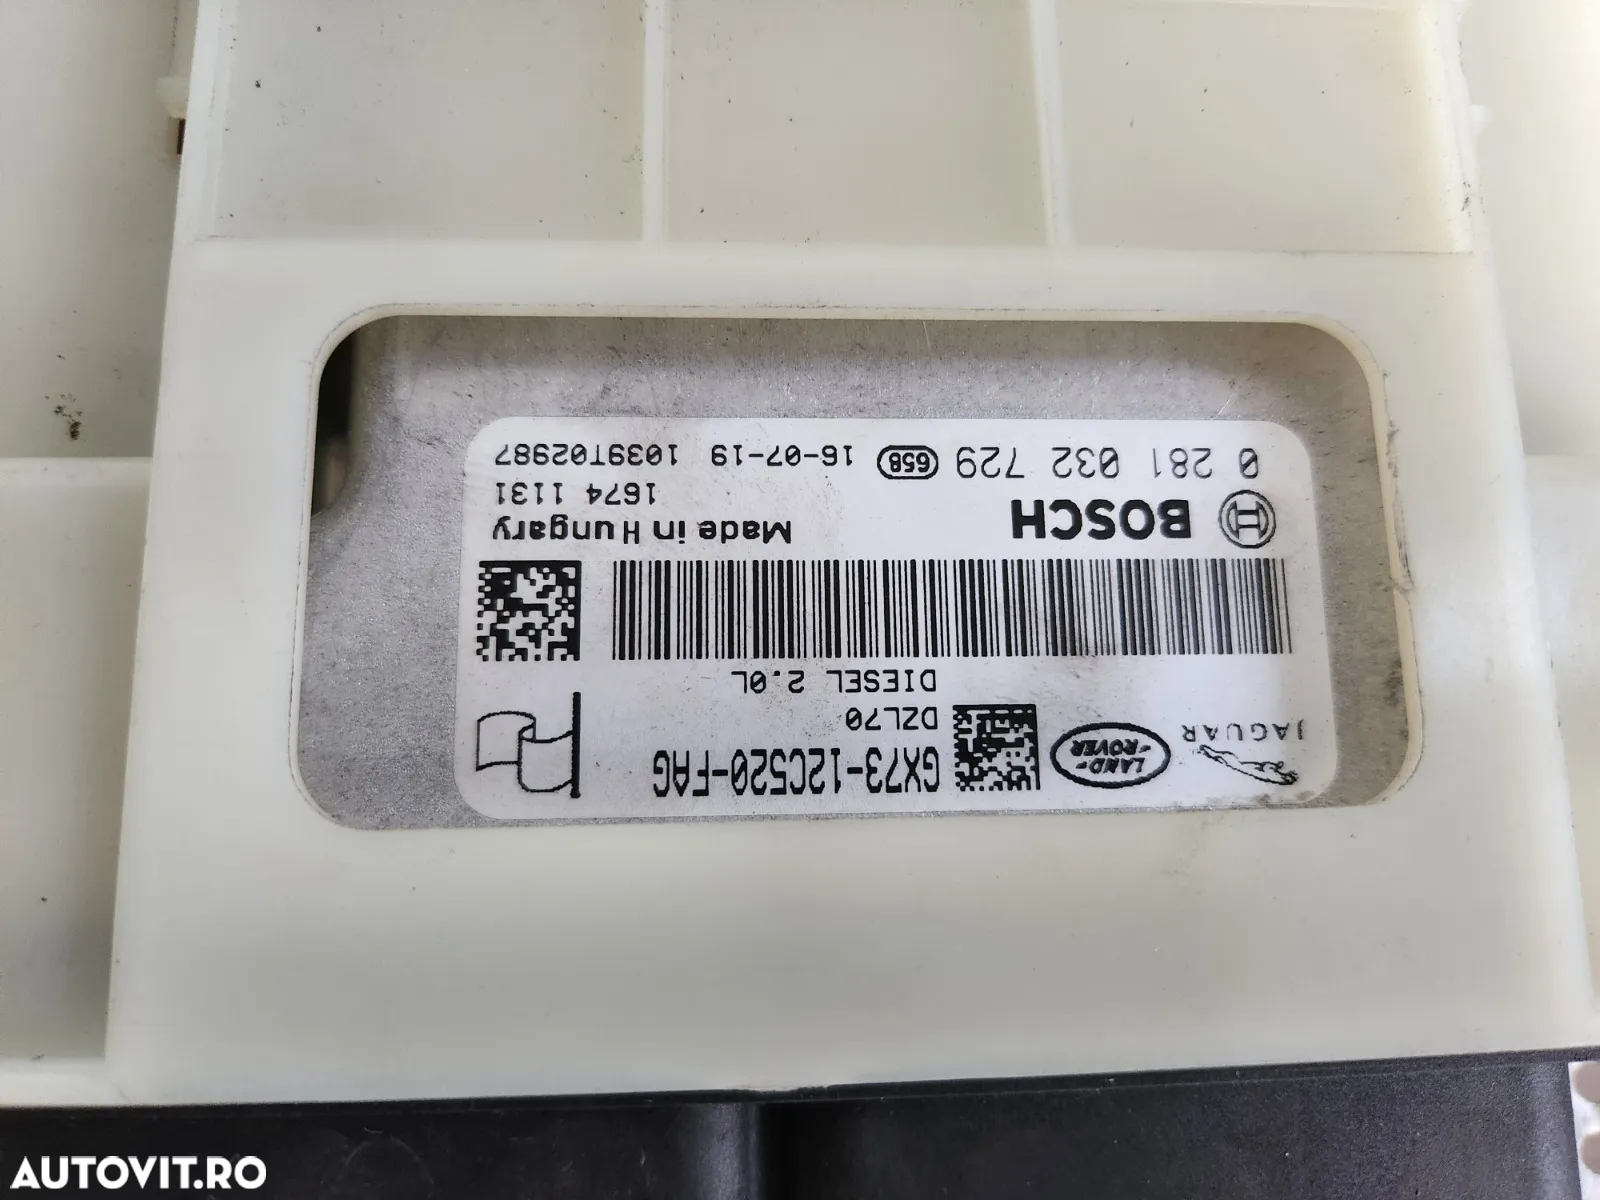 JAGUAR
LAND-
ROVER
GX73-12C520-FAG
DZL70
DIESEL 2.0L
BOSCH
Made in Hungary
1674 1131
0 281 032 729 658 16-07-19 1039T02987
AUTOVIT.RO